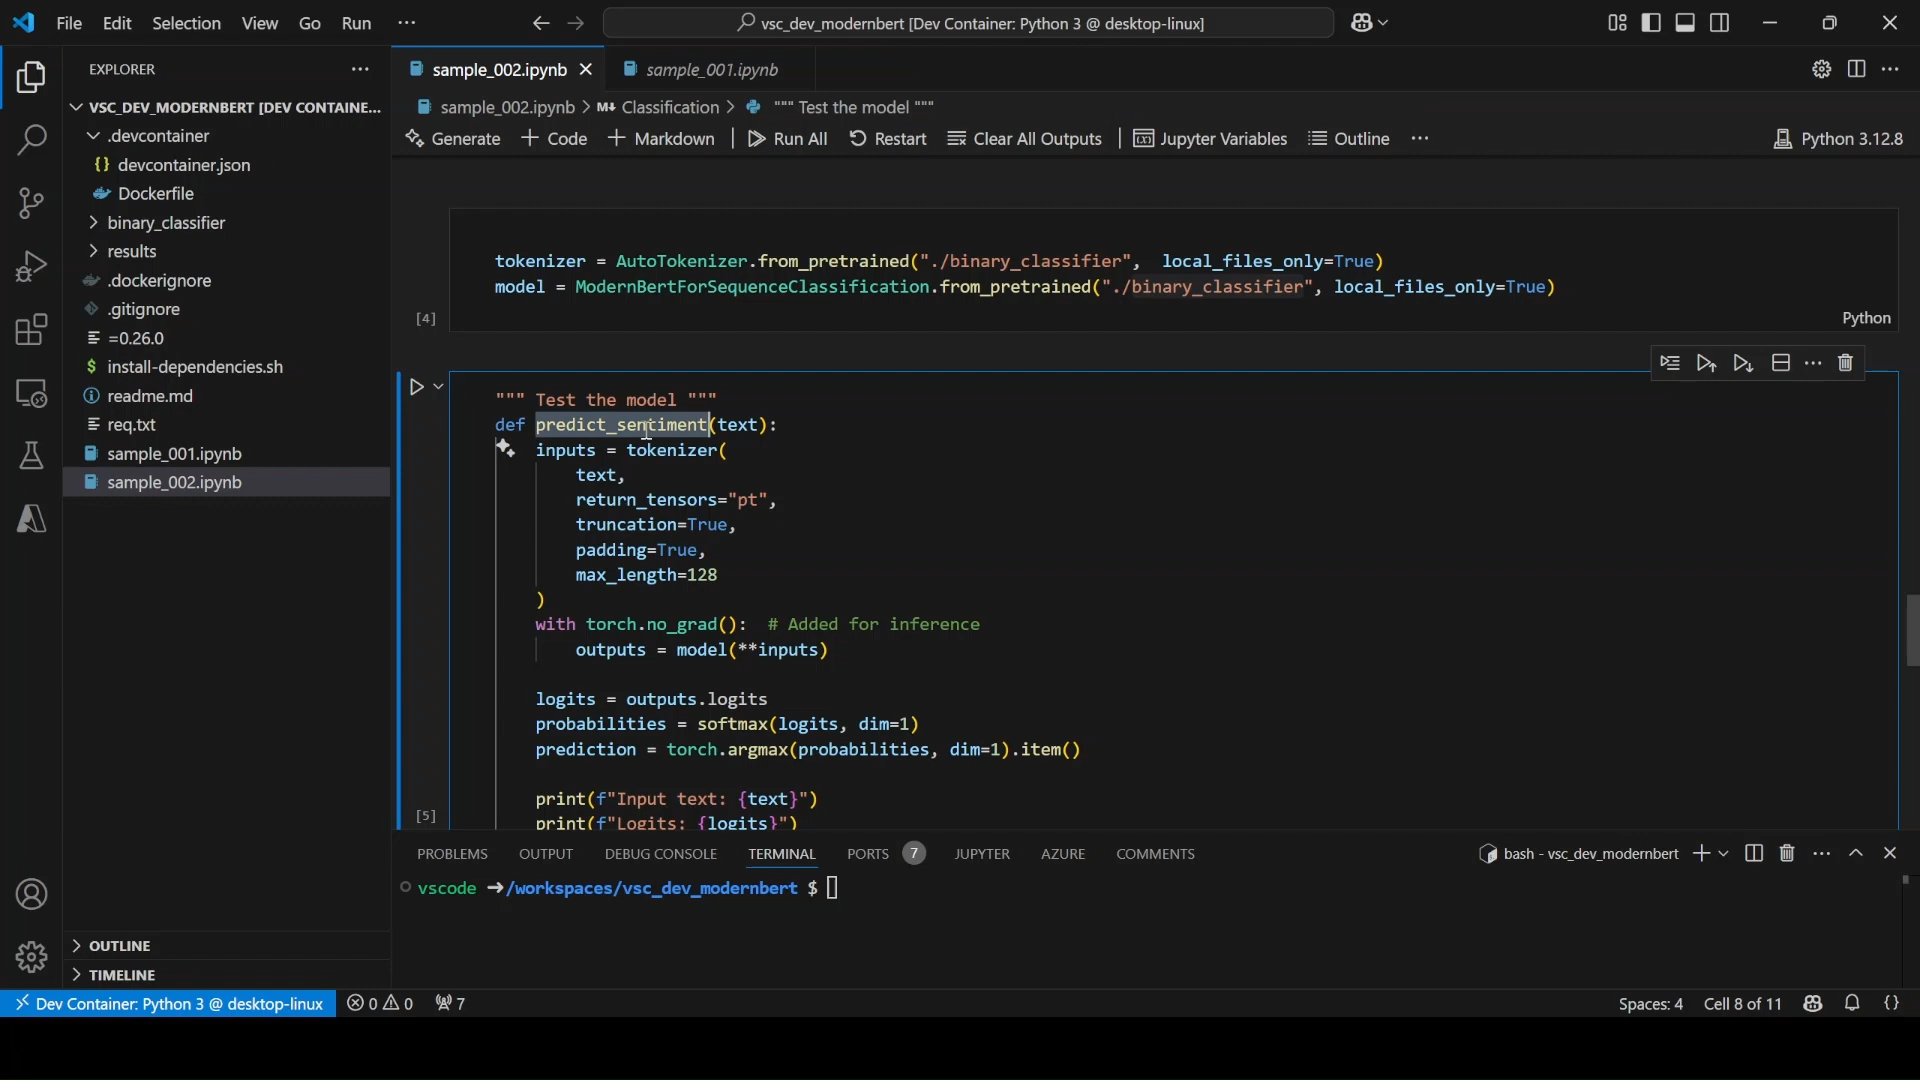 File Edit Selection View Go Run ···
vsc_dev_modernbert [Dev Container: Python 3 @ desktop-linux]
EXPLORER
VSC_DEV_MODERNBERT [DEV CONTAINE...
.devcontainer
{} devcontainer.json
Dockerfile
binary_classifier
results
.dockerignore
.gitignore
=0.26.0
$ install-dependencies.sh
readme.md
req.txt
sample_001.ipynb
sample_002.ipynb
OUTLINE
TIMELINE
sample_002.ipynb
sample_001.ipynb
sample_002.ipynb > M↓ Classification > """ Test the model """
Generate + Code + Markdown | Run All Restart Clear All Outputs | Jupyter Variables Outline ···
Python 3.12.8
tokenizer = AutoTokenizer.from_pretrained("./binary_classifier",  local_files_only=True)
model = ModernBertForSequenceClassification.from_pretrained("./binary_classifier", local_files_only=True)
[4]
Python
""" Test the model """
def predict_sentiment(text):
    inputs = tokenizer(
        text,
        return_tensors="pt",
        truncation=True,
        padding=True,
        max_length=128
    )
    with torch.no_grad():  # Added for inference
        outputs = model(**inputs)
    logits = outputs.logits
    probabilities = softmax(logits, dim=1)
    prediction = torch.argmax(probabilities, dim=1).item()
    print(f"Input text: {text}")
[5]
    print(f"Logits: {logits}")
PROBLEMS OUTPUT DEBUG CONSOLE TERMINAL PORTS 7 JUPYTER AZURE COMMENTS
bash - vsc_dev_modernbert
vscode ➜ /workspaces/vsc_dev_modernbert $
Dev Container: Python 3 @ desktop-linux 0 0 7
Spaces: 4 Cell 8 of 11 {}